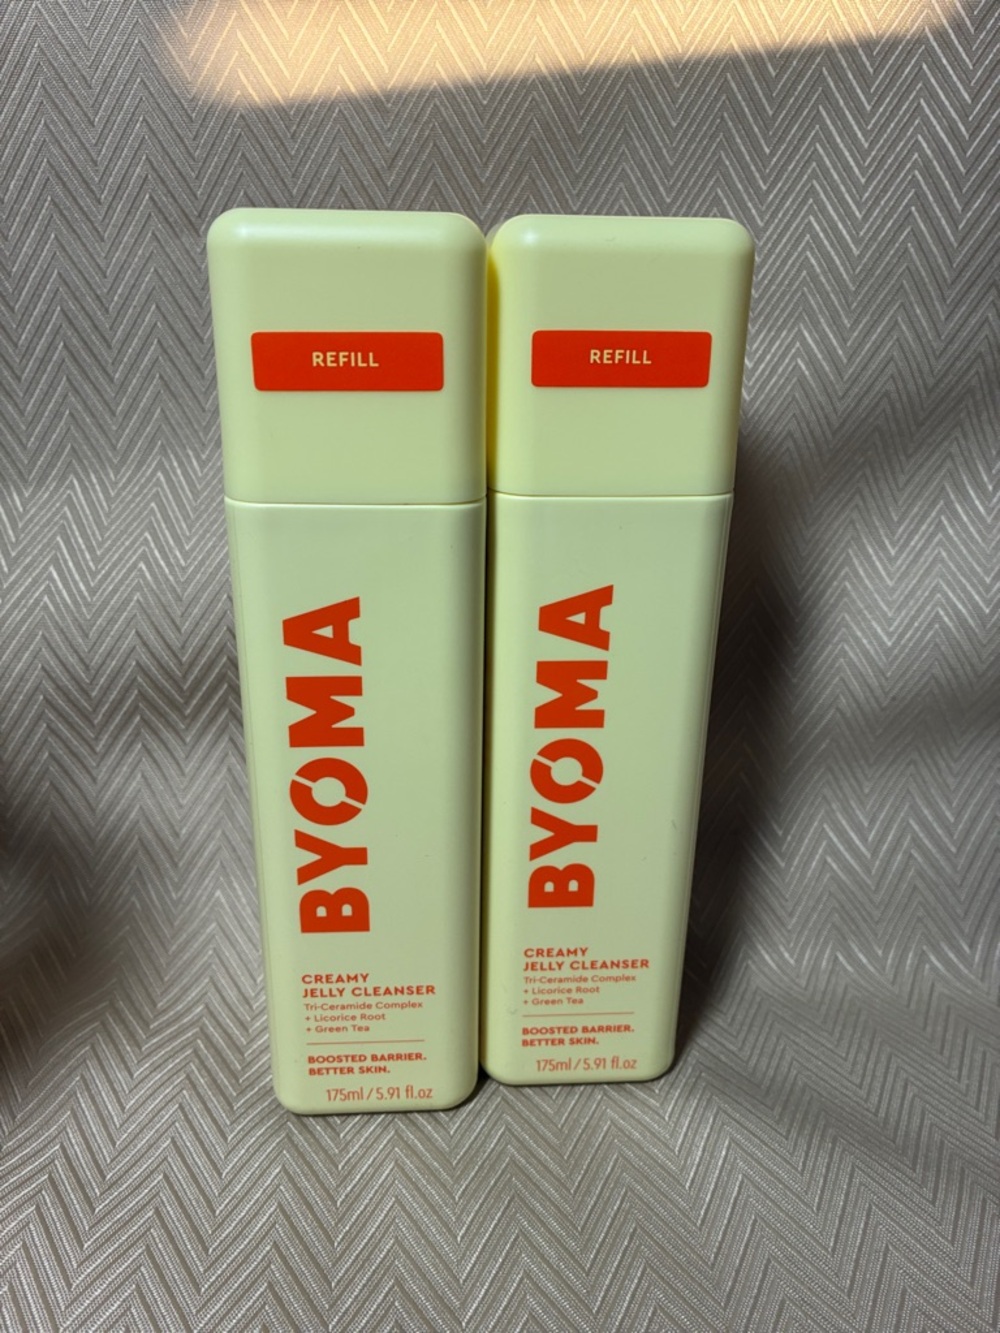 REFILL
BYOMA
CREAMY
JELLY CLEANSER
Tri-Ceramide Complex
+ Licorice Root
+ Green Tea
BOOSTED BARRIER.
BETTER SKIN.
175ml / 5.91 fl.oz
REFILL
BYOMA
CREAMY
JELLY CLEANSER
Tri-Ceramide Complex
+ Licorice Root
+ Green Tea
BOOSTED BARRIER.
BETTER SKIN.
175ml / 5.91 fl.oz